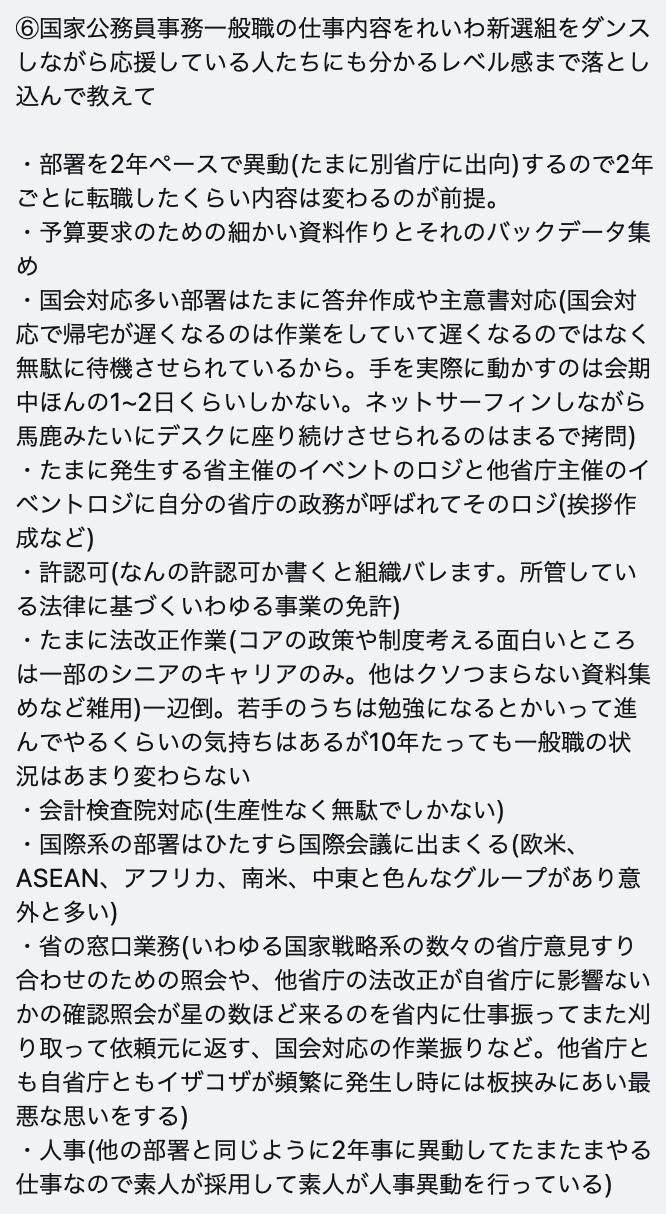 ⑥国家公務員事務一般職の仕事内容をれいわ新選組をダンス
しながら応援している人たちにも分かるレベル感まで落とし
込んで教えて
・部署を2年ペースで異動(たまに別省庁に出向)するので2年
ごとに転職したくらい内容は変わるのが前提。
・予算要求のための細かい資料作りとそれのバックデータ集
め
・国会対応多い部署はたまに答弁作成や主意書対応(国会対
応で帰宅が遅くなるのは作業をしていて遅くなるのではなく
無駄に待機させられているから。手を実際に動かすのは会期
中ほんの1~2日くらいしかない。ネットサーフィンしながら
馬鹿みたいにデスクに座り続けさせられるのはまるで拷問)
・たまに発生する省主催のイベントのロジと他省庁主催のイ
ベントロジに自分の省庁の政務が呼ばれてそのロジ(挨拶作
成など)
・許認可(なんの許認可か書くと組織バレます。所管してい
る法律に基づくいわゆる事業の免許)
・たまに法改正作業(コアの政策や制度考える面白いところ
は一部のシニアのキャリアのみ。他はクソつまらない資料集
めなど雑用)一辺倒。若手のうちは勉強になるとかいって進
んでやるくらいの気持ちはあるが10年たっても一般職の状
況はあまり変わらない
・会計検査院対応(生産性なく無駄でしかない)
・国際系の部署はひたすら国際会議に出まくる(欧米、
ASEAN、アフリカ、南米、中東と色んなグループがあり意
外と多い)
・省の窓口業務(いわゆる国家戦略系の数々の省庁意見すり
合わせのための照会や、他省庁の法改正が自省庁に影響ない
かの確認照会が星の数ほど来るのを省内に仕事振ってまた刈
り取って依頼元に返す、国会対応の作業振りなど。他省庁と
も自省庁ともイザコザが頻繁に発生し時には板挟みにあい最
悪な思いをする)
・人事(他の部署と同じように2年事に異動してたまたまやる
仕事なので素人が採用して素人が人事異動を行っている)